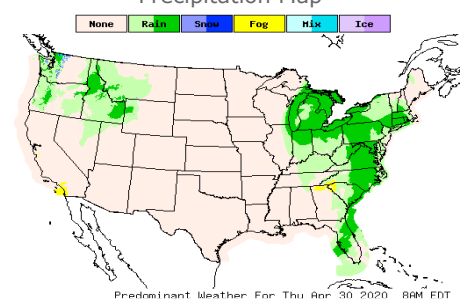 Precipitation Map
None Rain Snow Fog Mix Ice
Predominant Weather For Thu Apr 30 2020 8AM EDT